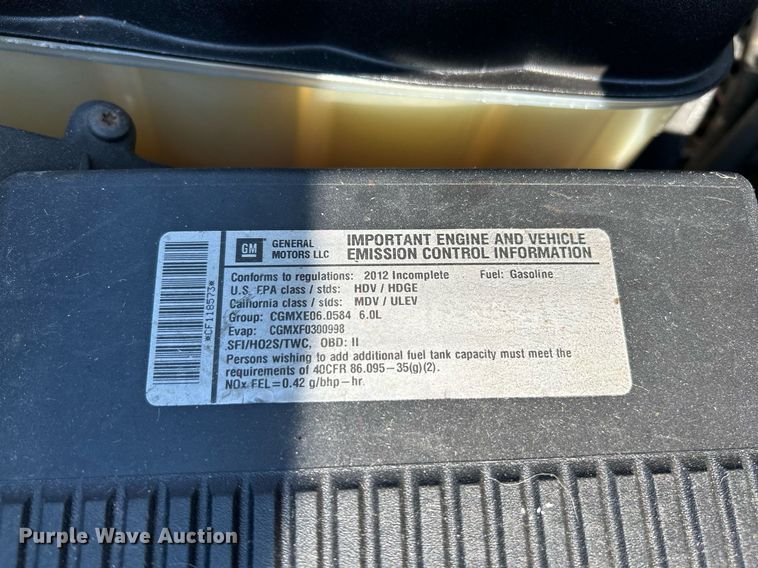 GM GENERAL MOTORS LLC
IMPORTANT ENGINE AND VEHICLE
EMISSION CONTROL INFORMATION
Conforms to regulations: 2012 Incomplete Fuel: Gasoline
U.S. EPA class / stds: HDV / HDGE
California class / stds: MDV / ULEV
Group: CGMXE06.0584 6.0L
Evap: CGMXF0300998
SFI/HO2S/TWC, OBD: II
Persons wishing to add additional fuel tank capacity must meet the
requirements of 40CFR 86.095-35(g)(2).
NOx FEL=0.42 g/bhp-hr
*CF118573*
Purple Wave Auction